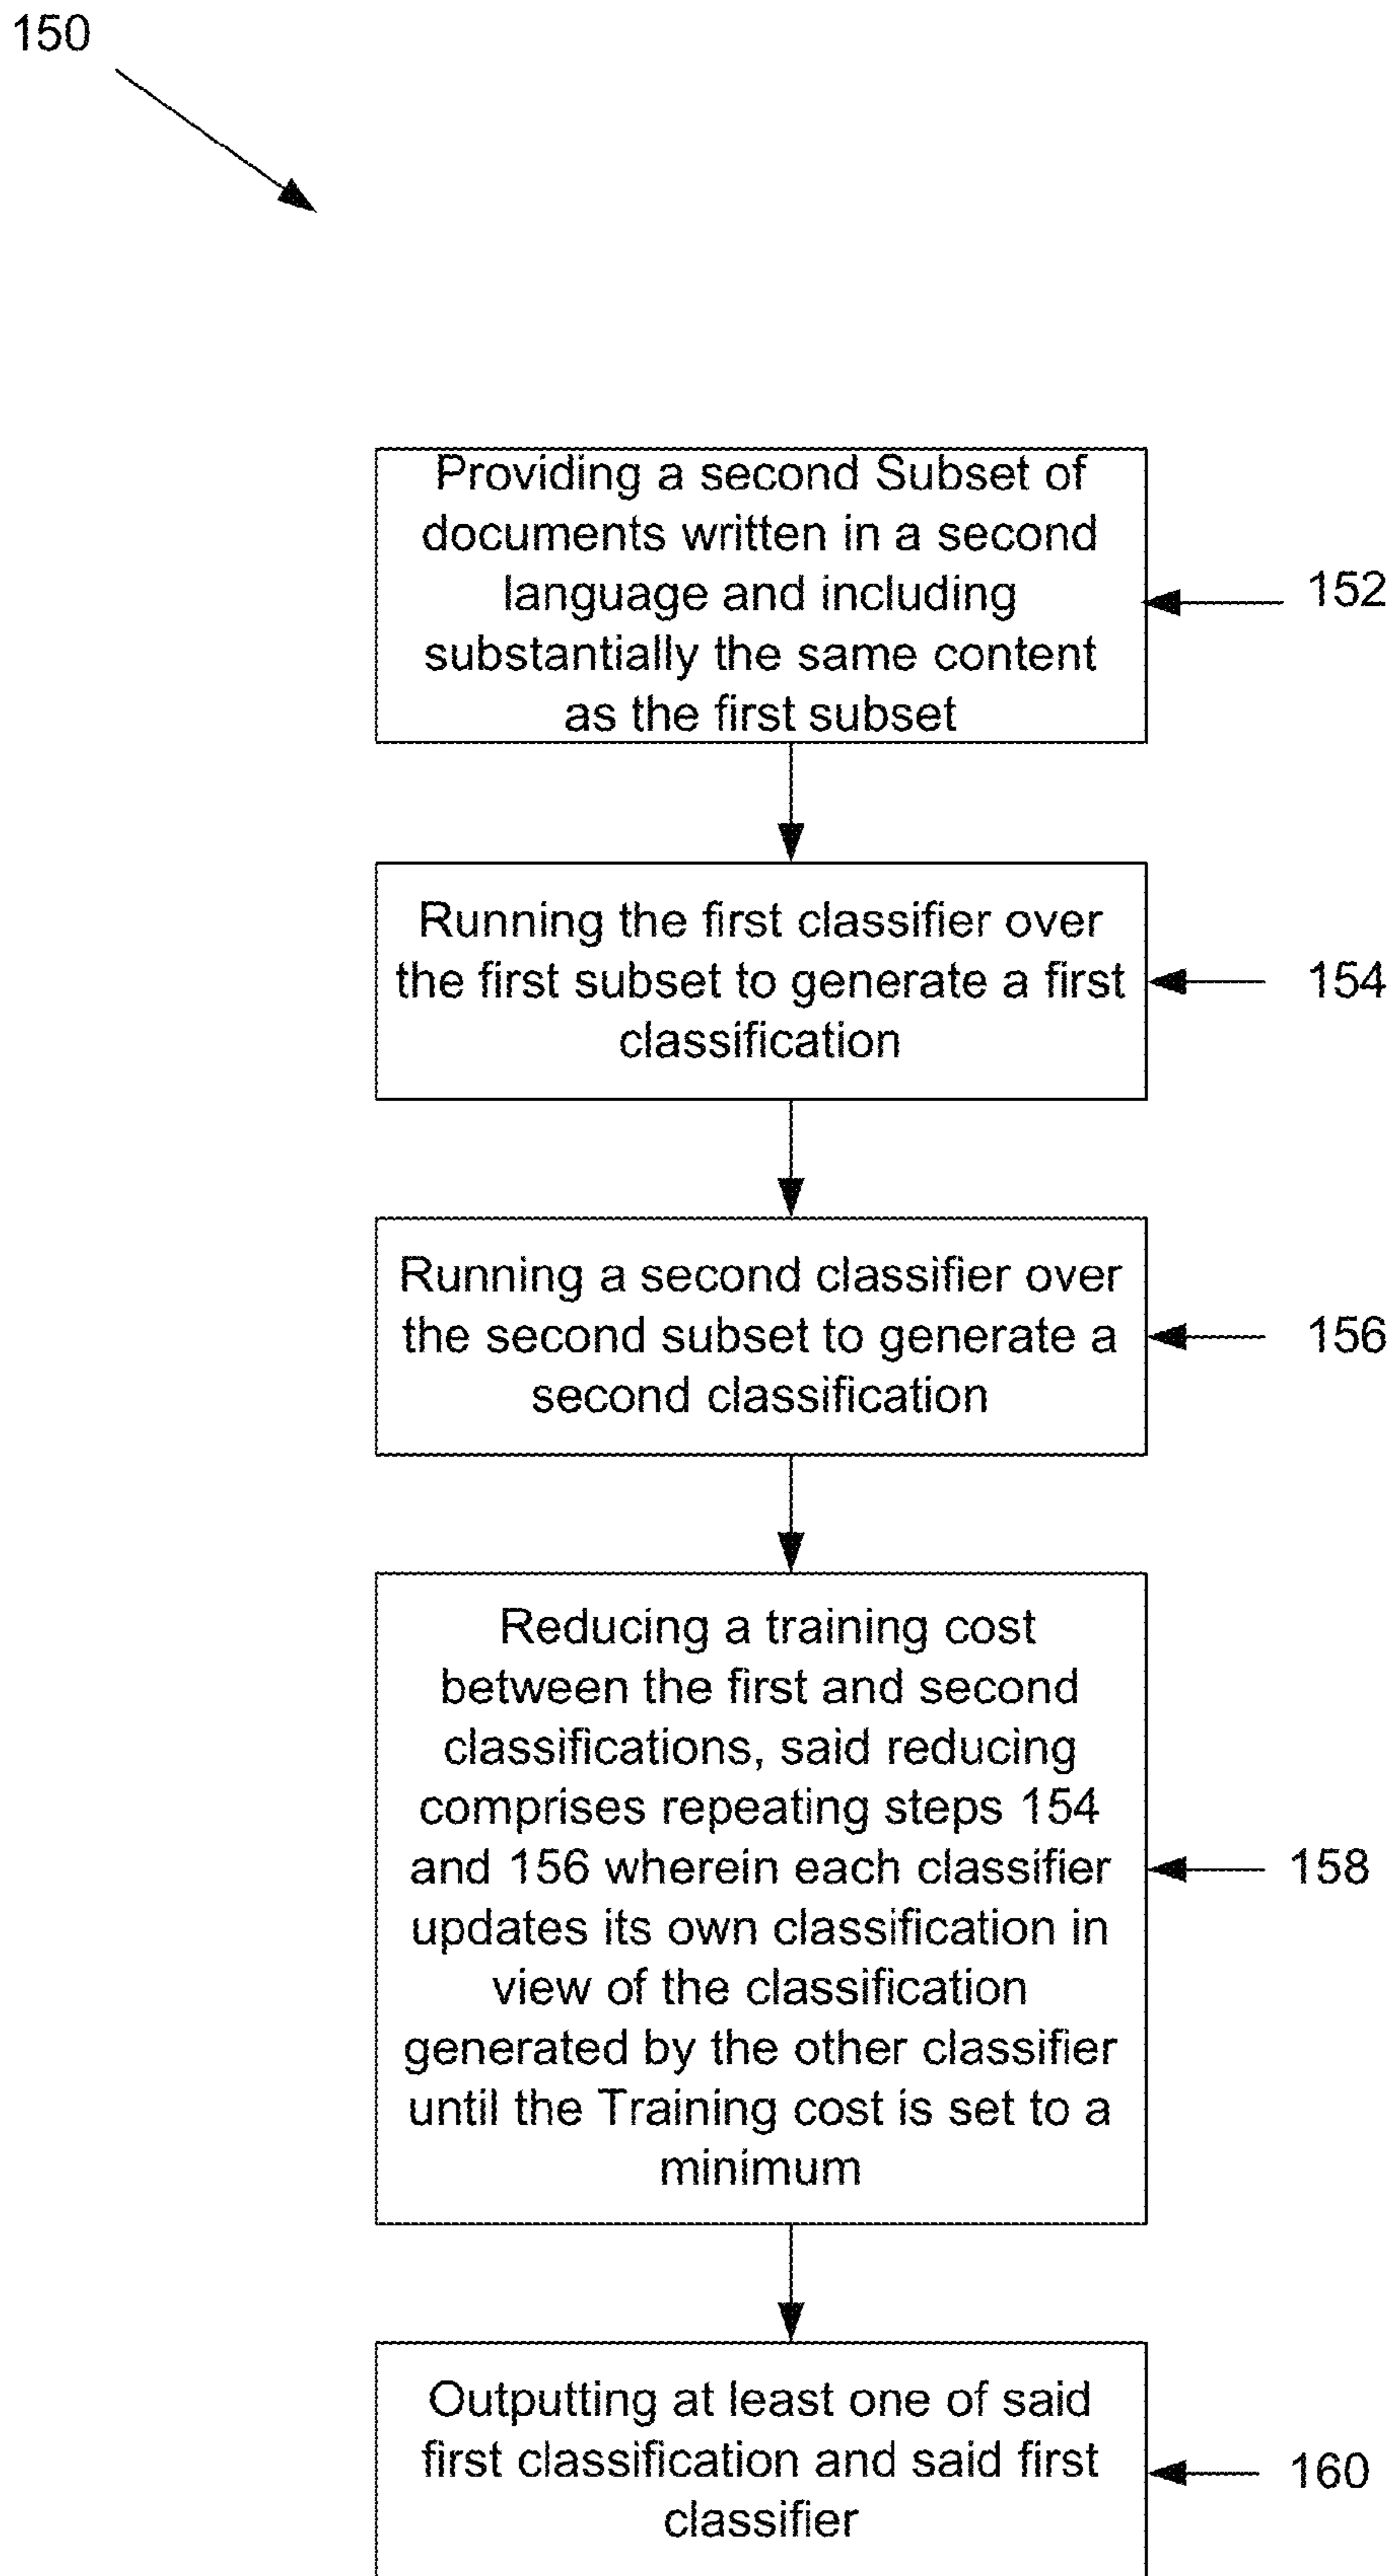 150
Providing a second Subset of
documents written in a second
language and including
substantially the same content
as the first subset
152
Running the first classifier over
the first subset to generate a first
classification
154
Running a second classifier over
the second subset to generate a
second classification
156
Reducing a training cost
between the first and second
classifications, said reducing
comprises repeating steps 154
and 156 wherein each classifier
updates its own classification in
view of the classification
generated by the other classifier
until the Training cost is set to a
minimum
158
Outputting at least one of said
first classification and said first
classifier
160